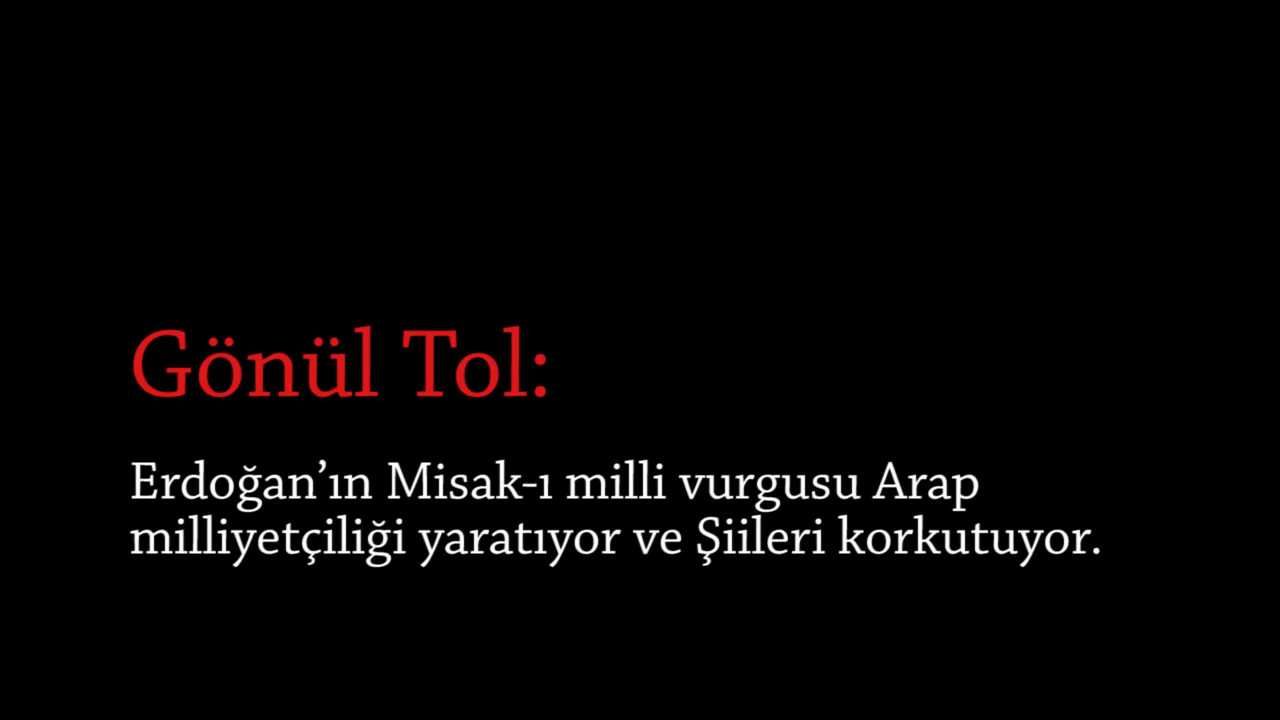 Gönül Tol:
Erdoğan’ın Misak-ı milli vurgusu Arap
milliyetçiliği yaratıyor ve Şiileri korkutuyor.